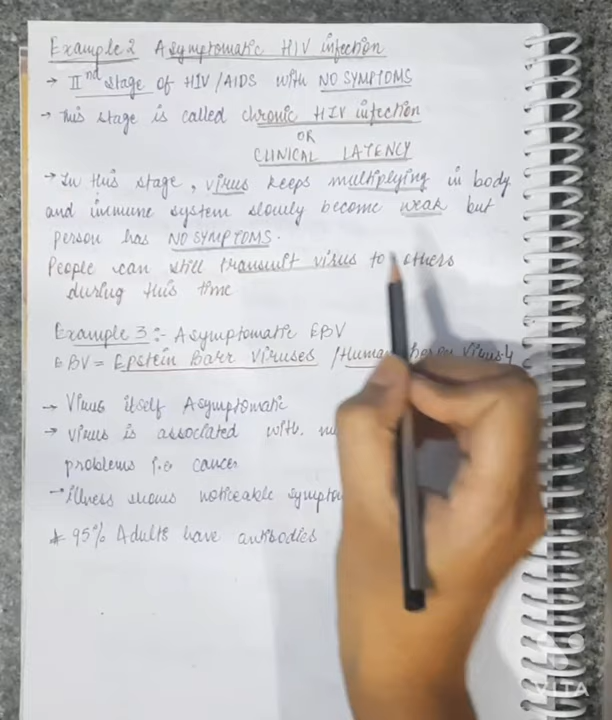 Example 2 Asymptomatic HIV infection
→ IInd stage of HIV/AIDS with NO SYMPTOMS
→ This stage is called chronic HIV infection
OR
CLINICAL LATENCY
→ In this stage, virus keeps multiplying in body
and immune system slowly become weak but
person has NO SYMPTOMS.
People can still transmit virus to others
during this time
Example 3:- Asymptomatic EBV
EBV = Epstein Barr Viruses /Human Virus-4
→ Virus itself Asymptomatic
→ Virus is associated with
problems i.e cancer
→ illness shows noticeable
* 95% Adults have antibodies
VITA